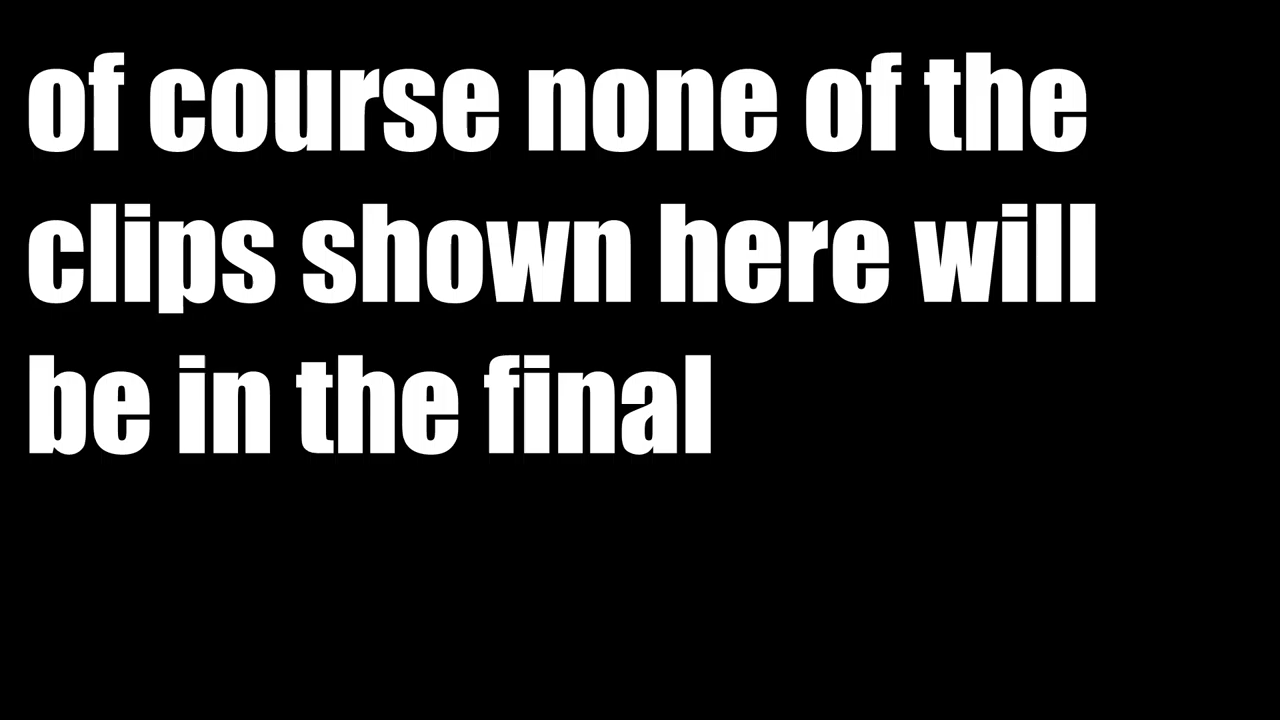 of course none of the
clips shown here will
be in the final